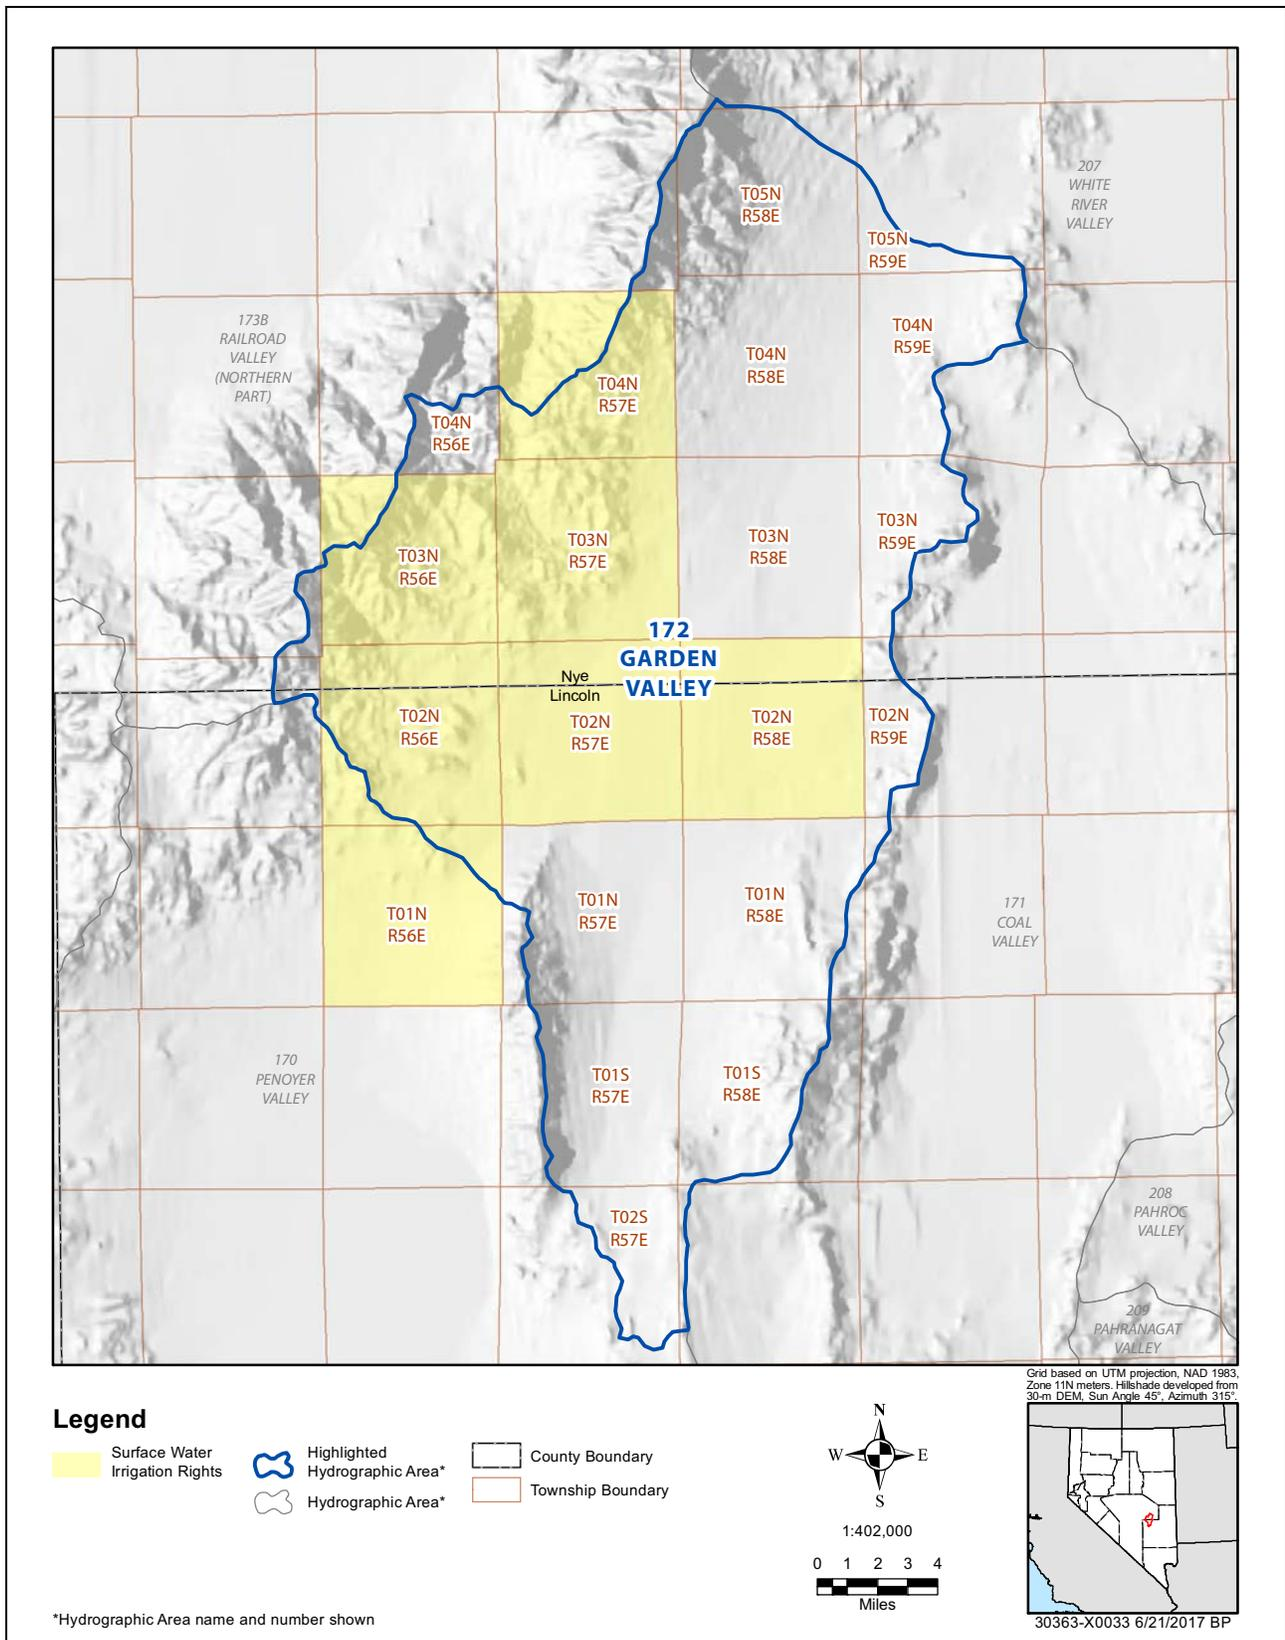 207
WHITE
RIVER
VALLEY
T05N
R58E
T05N
R59E
173B
RAILROAD
VALLEY
(NORTHERN
PART)
T04N
R59E
T04N
R58E
T04N
R57E
T04N
R56E
T03N
R59E
T03N
R58E
T03N
R57E
T03N
R56E
172
GARDEN
VALLEY
Nye
Lincoln
T02N
R56E
T02N
R57E
T02N
R58E
T02N
R59E
T01N
R56E
T01N
R57E
T01N
R58E
171
COAL
VALLEY
170
PENOYER
VALLEY
T01S
R57E
T01S
R58E
T02S
R57E
208
PAHROC
VALLEY
209
PAHRANAGAT
VALLEY
Grid based on UTM projection, NAD 1983,
Zone 11N meters. Hillshade developed from
30-m DEM, Sun Angle 45°, Azimuth 315°.
Legend
Surface Water
Irrigation Rights
Highlighted
Hydrographic Area*
Hydrographic Area*
County Boundary
Township Boundary
N
W E
S
1:402,000
0 1 2 3 4
Miles
*Hydrographic Area name and number shown
30363-X0033 6/21/2017 BP